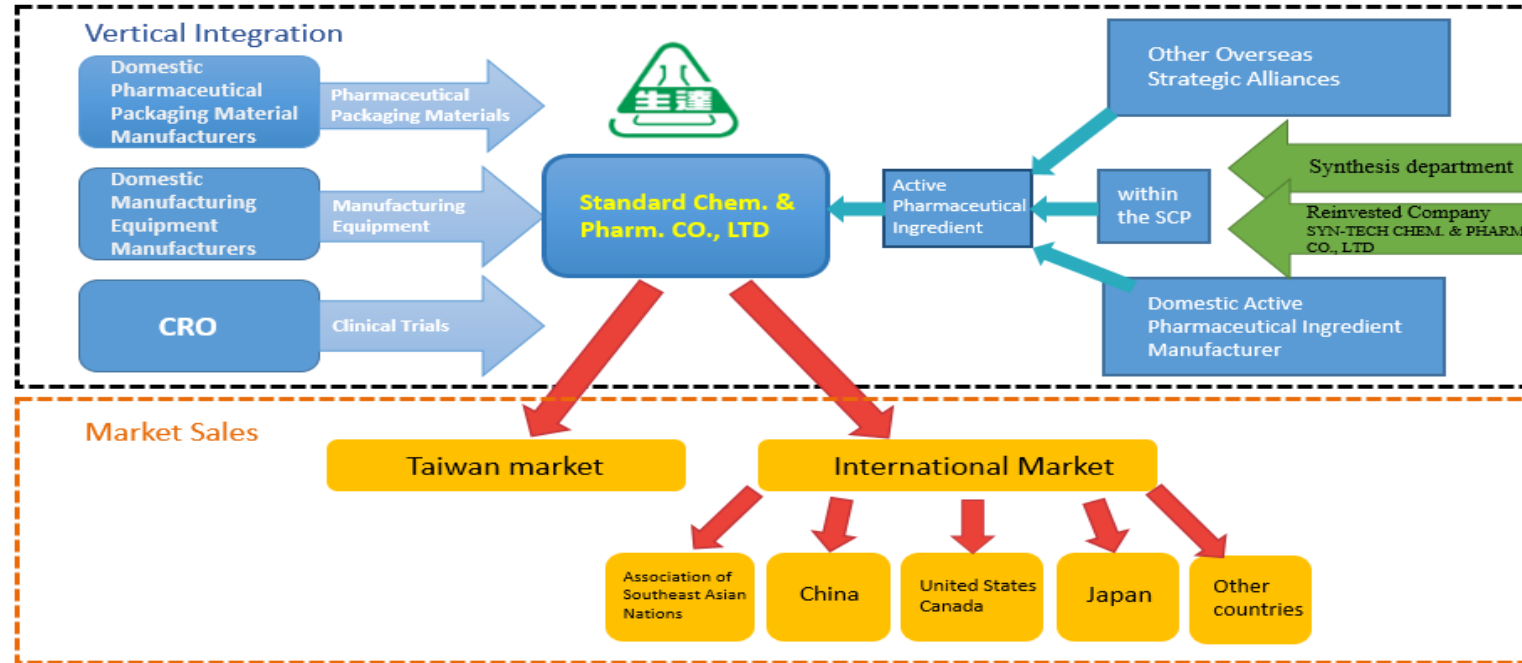 Vertical Integration
Domestic
Pharmaceutical
Packaging Material
Manufacturers
Pharmaceutical
Packaging Materials
Domestic
Manufacturing
Equipment
Manufacturers
Manufacturing
Equipment
CRO
Clinical Trials
生達
Standard Chem. &
Pharm. CO., LTD
Active
Pharmaceutical
Ingredient
within
the SCP
Other Overseas
Strategic Alliances
Synthesis department
Reinvested Company
SYN-TECH CHEM. & PHARM
CO., LTD
Domestic Active
Pharmaceutical Ingredient
Manufacturer
Market Sales
Taiwan market
International Market
Association of
Southeast Asian
Nations
China
United States
Canada
Japan
Other
countries